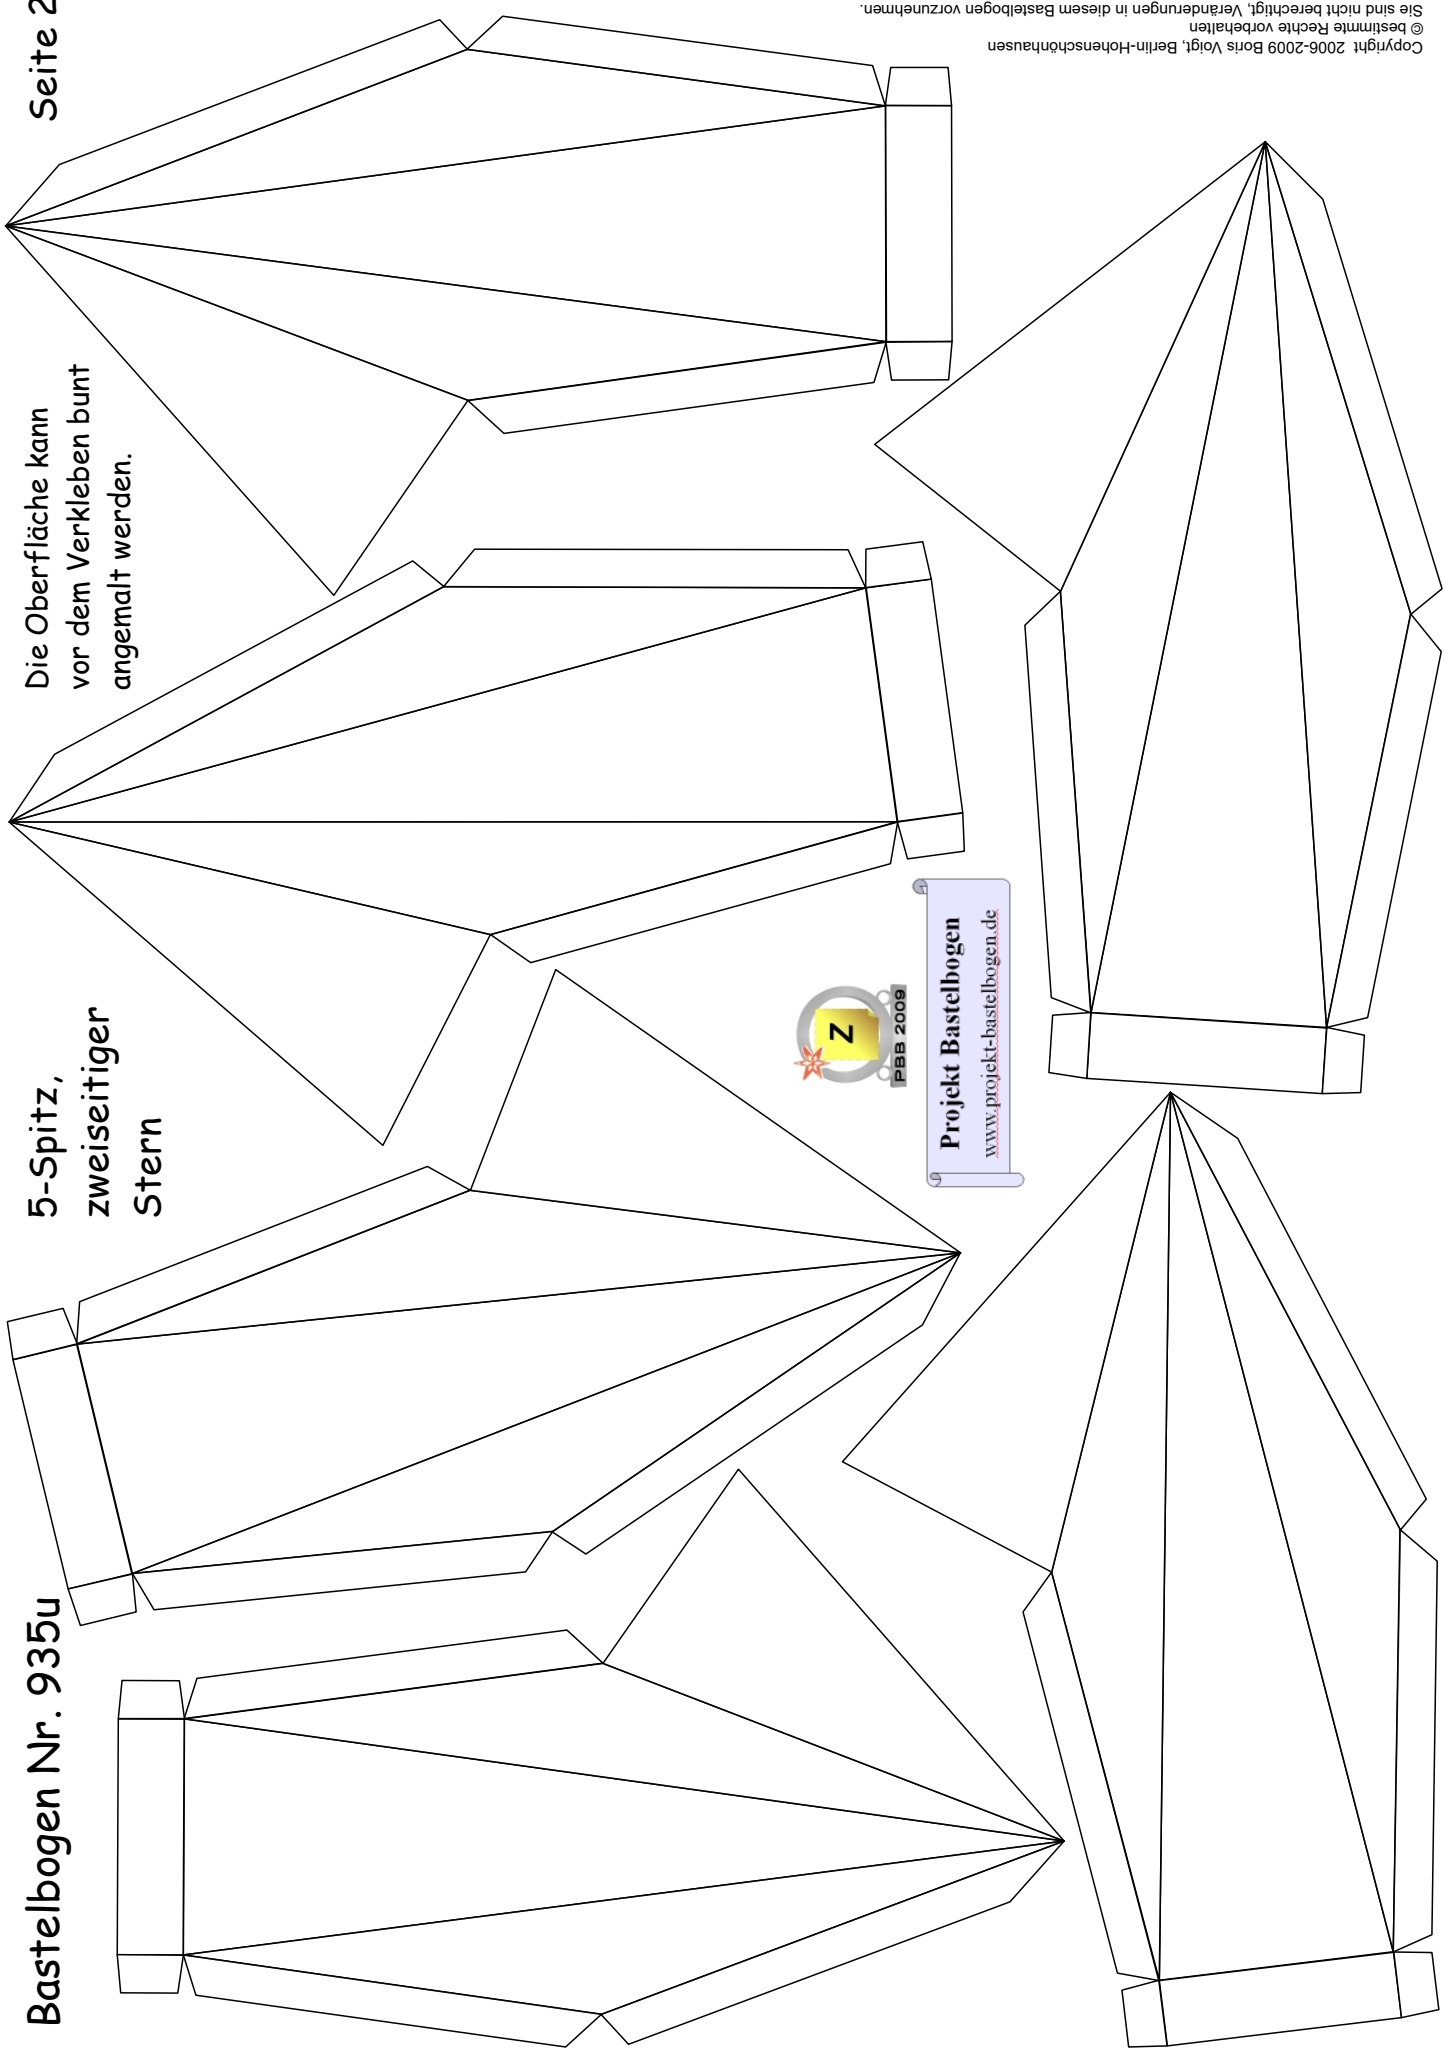 Bastelbogen Nr. 935u
5-Spitz,
zweiseitiger
Stern
Die Oberfläche kann
vor dem Verkleben bunt
angemalt werden.
Seite 2
Z
PBB 2009
Projekt Bastelbogen
www.projekt-bastelbogen.de
Copyright 2006-2009 Boris Voigt, Berlin-Hohenschönhausen
© bestimmte Rechte vorbehalten
Sie sind nicht berechtigt, Veränderungen in diesem Bastelbogen vorzunehmen.